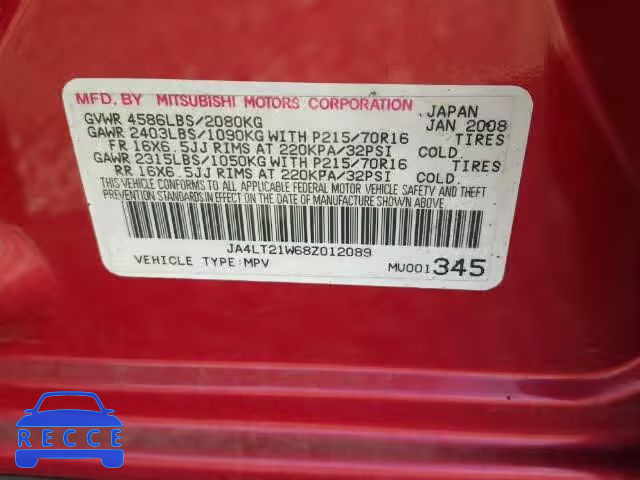 MFD. BY MITSUBISHI MOTORS CORPORATION JAPAN
GVWR 4586LBS/2080KG JAN 2008
GAWR 2403LBS/1090KG WITH P215/70R16 TIRES
FR 16X6.5JJ RIMS AT 220KPA/32PSI COLD.
GAWR 2315LBS/1050KG WITH P215/70R16 TIRES
RR 16X6.5JJ RIMS AT 220KPA/32PSI COLD.
THIS VEHICLE CONFORMS TO ALL APPLICABLE FEDERAL MOTOR VEHICLE SAFETY AND THEFT
PREVENTION STANDARDS IN EFFECT ON THE DATE OF MANUFACTURE SHOWN ABOVE.
JA4LT21W68Z012089
VEHICLE TYPE:MPV MU001345
RECCE